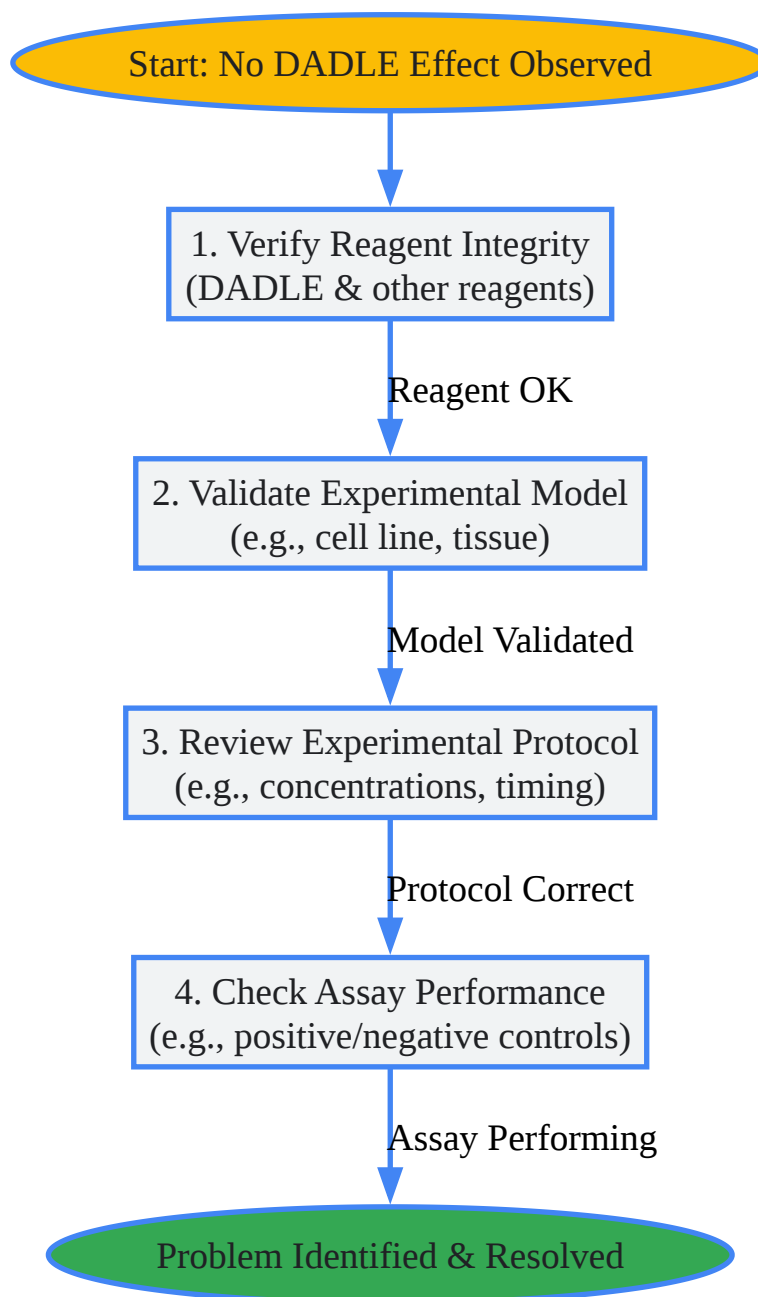 Start: No DADLE Effect Observed
1. Verify Reagent Integrity
(DADLE & other reagents)
Reagent OK
2. Validate Experimental Model
(e.g., cell line, tissue)
Model Validated
3. Review Experimental Protocol
(e.g., concentrations, timing)
Protocol Correct
4. Check Assay Performance
(e.g., positive/negative controls)
Assay Performing
Problem Identified & Resolved